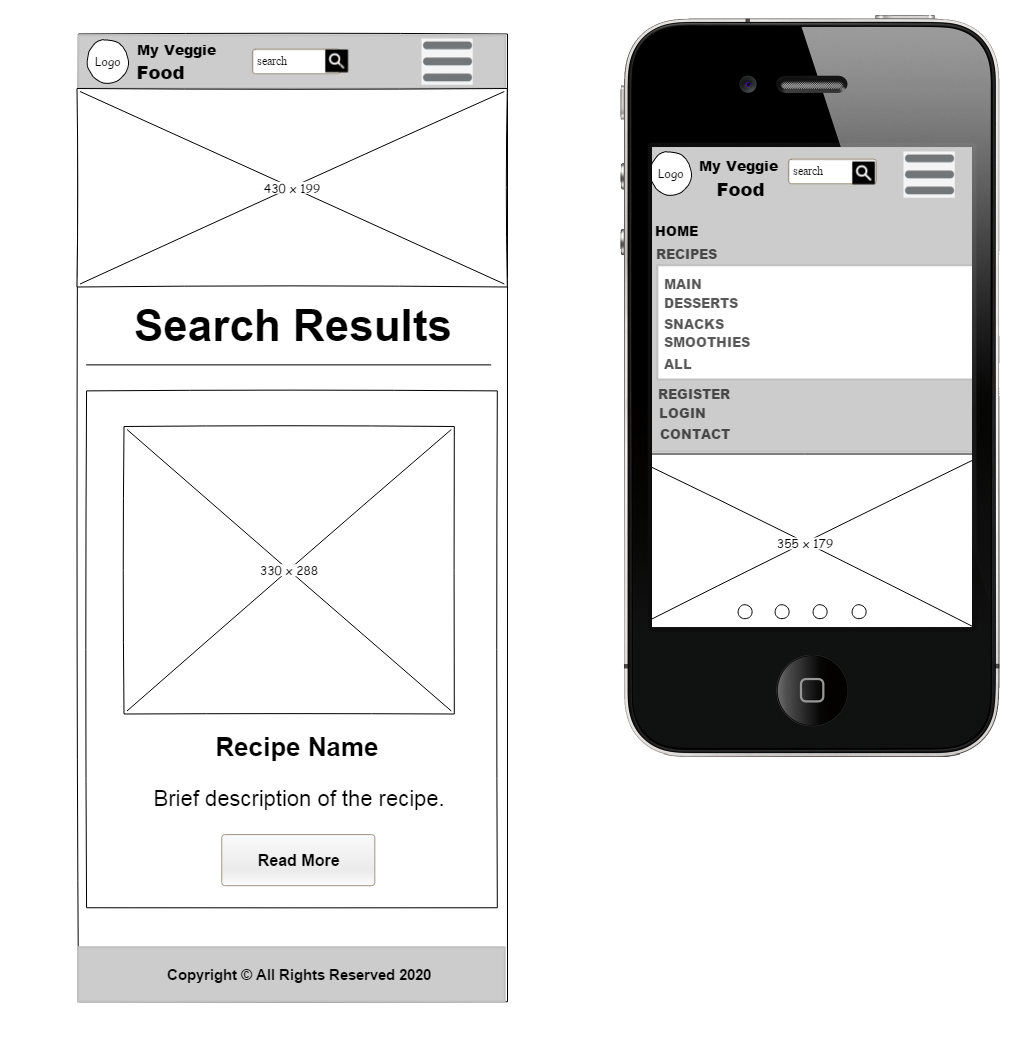 Logo
My Veggie
Food
search
430 x 199
Search Results
330 x 288
Recipe Name
Brief description of the recipe.
Read More
Copyright © All Rights Reserved 2020
Logo
My Veggie
Food
search
HOME
RECIPES
MAIN
DESSERTS
SNACKS
SMOOTHIES
ALL
REGISTER
LOGIN
CONTACT
355 x 179